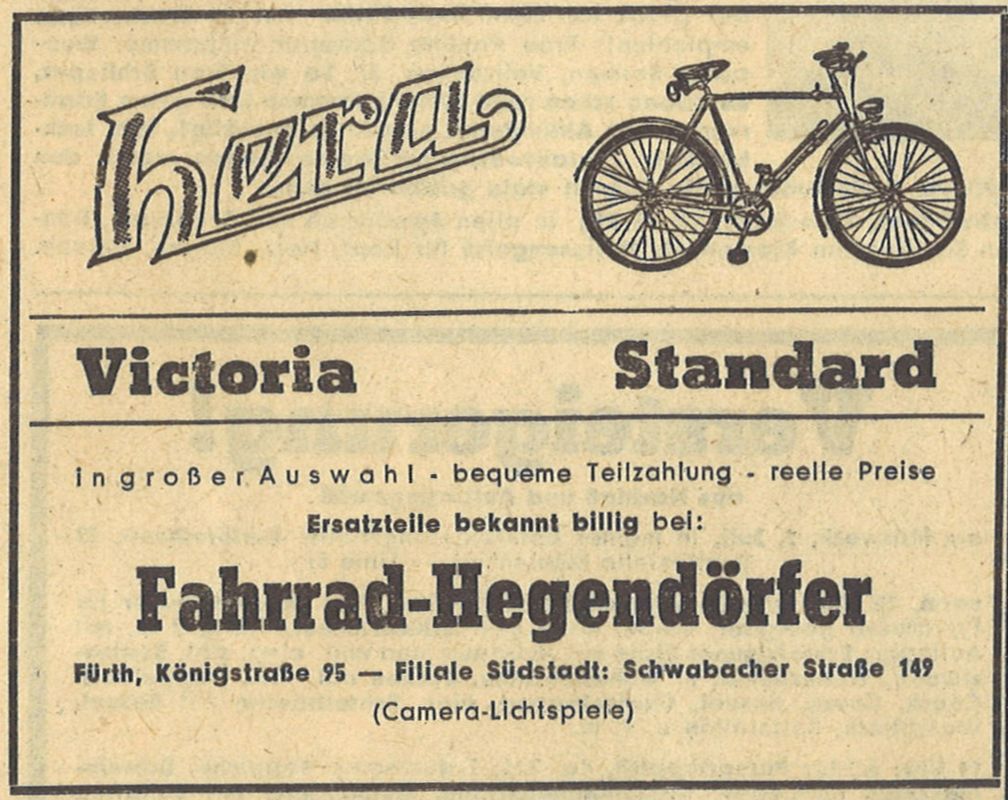 Hera
Victoria Standard
in großer Auswahl - bequeme Teilzahlung - reelle Preise
Ersatzteile bekannt billig bei:
Fahrrad-Hegendörfer
Fürth, Königstraße 95 — Filiale Südstadt: Schwabacher Straße 149
(Camera-Lichtspiele)